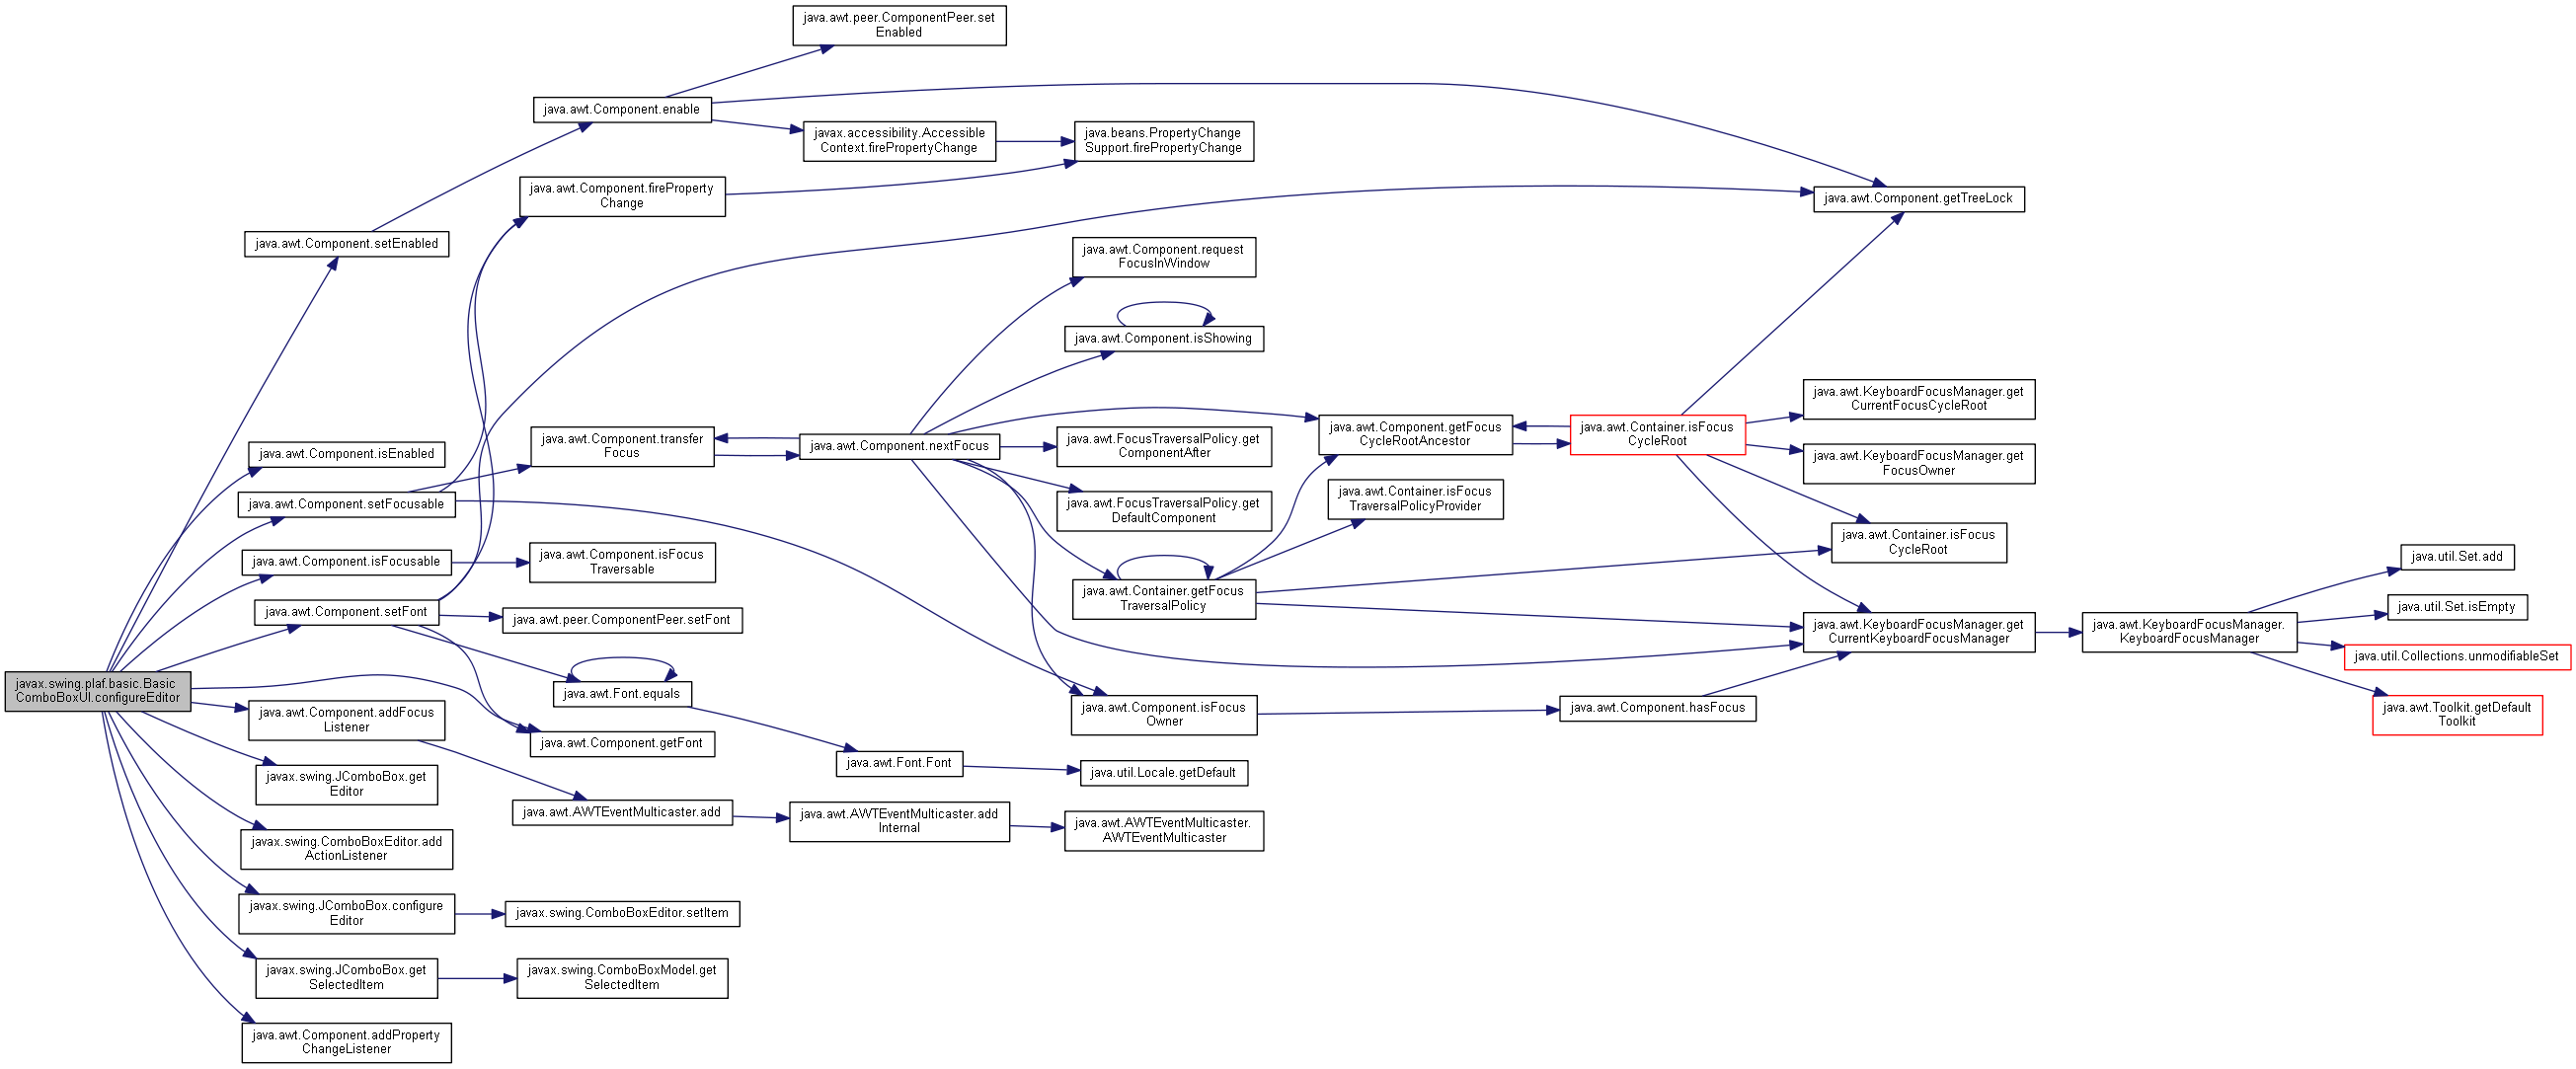 java.awt.peer.ComponentPeer.set
Enabled
java.awt.Component.enable
javax.accessibility.Accessible
Context.firePropertyChange
java.beans.PropertyChange
Support.firePropertyChange
java.awt.Component.fireProperty
Change
java.awt.Component.getTreeLock
java.awt.Component.setEnabled
java.awt.Component.request
FocusInWindow
java.awt.Component.isShowing
java.awt.KeyboardFocusManager.get
CurrentFocusCycleRoot
java.awt.Component.transfer
Focus
java.awt.Component.nextFocus
java.awt.FocusTraversalPolicy.get
ComponentAfter
java.awt.Component.getFocus
CycleRootAncestor
java.awt.Container.isFocus
CycleRoot
java.awt.Component.isEnabled
java.awt.KeyboardFocusManager.get
FocusOwner
java.awt.Component.setFocusable
java.awt.FocusTraversalPolicy.get
DefaultComponent
java.awt.Container.isFocus
TraversalPolicyProvider
java.awt.Container.isFocus
CycleRoot
java.awt.Component.isFocusable
java.awt.Component.isFocus
Traversable
java.util.Set.add
java.awt.Container.getFocus
TraversalPolicy
java.awt.Component.setFont
java.awt.peer.ComponentPeer.setFont
java.util.Set.isEmpty
java.awt.KeyboardFocusManager.get
CurrentKeyboardFocusManager
java.awt.KeyboardFocusManager.
KeyboardFocusManager
java.util.Collections.unmodifiableSet
javax.swing.plaf.basic.Basic
ComboBoxUI.configureEditor
java.awt.Font.equals
java.awt.Component.addFocus
Listener
java.awt.Component.isFocus
Owner
java.awt.Component.hasFocus
java.awt.Toolkit.getDefault
Toolkit
java.awt.Component.getFont
java.awt.Font.Font
java.util.Locale.getDefault
javax.swing.JComboBox.get
Editor
java.awt.AWTEventMulticaster.add
java.awt.AWTEventMulticaster.add
Internal
java.awt.AWTEventMulticaster.
AWTEventMulticaster
javax.swing.ComboBoxEditor.add
ActionListener
javax.swing.JComboBox.configure
Editor
javax.swing.ComboBoxEditor.setItem
javax.swing.JComboBox.get
SelectedItem
javax.swing.ComboBoxModel.get
SelectedItem
java.awt.Component.addProperty
ChangeListener